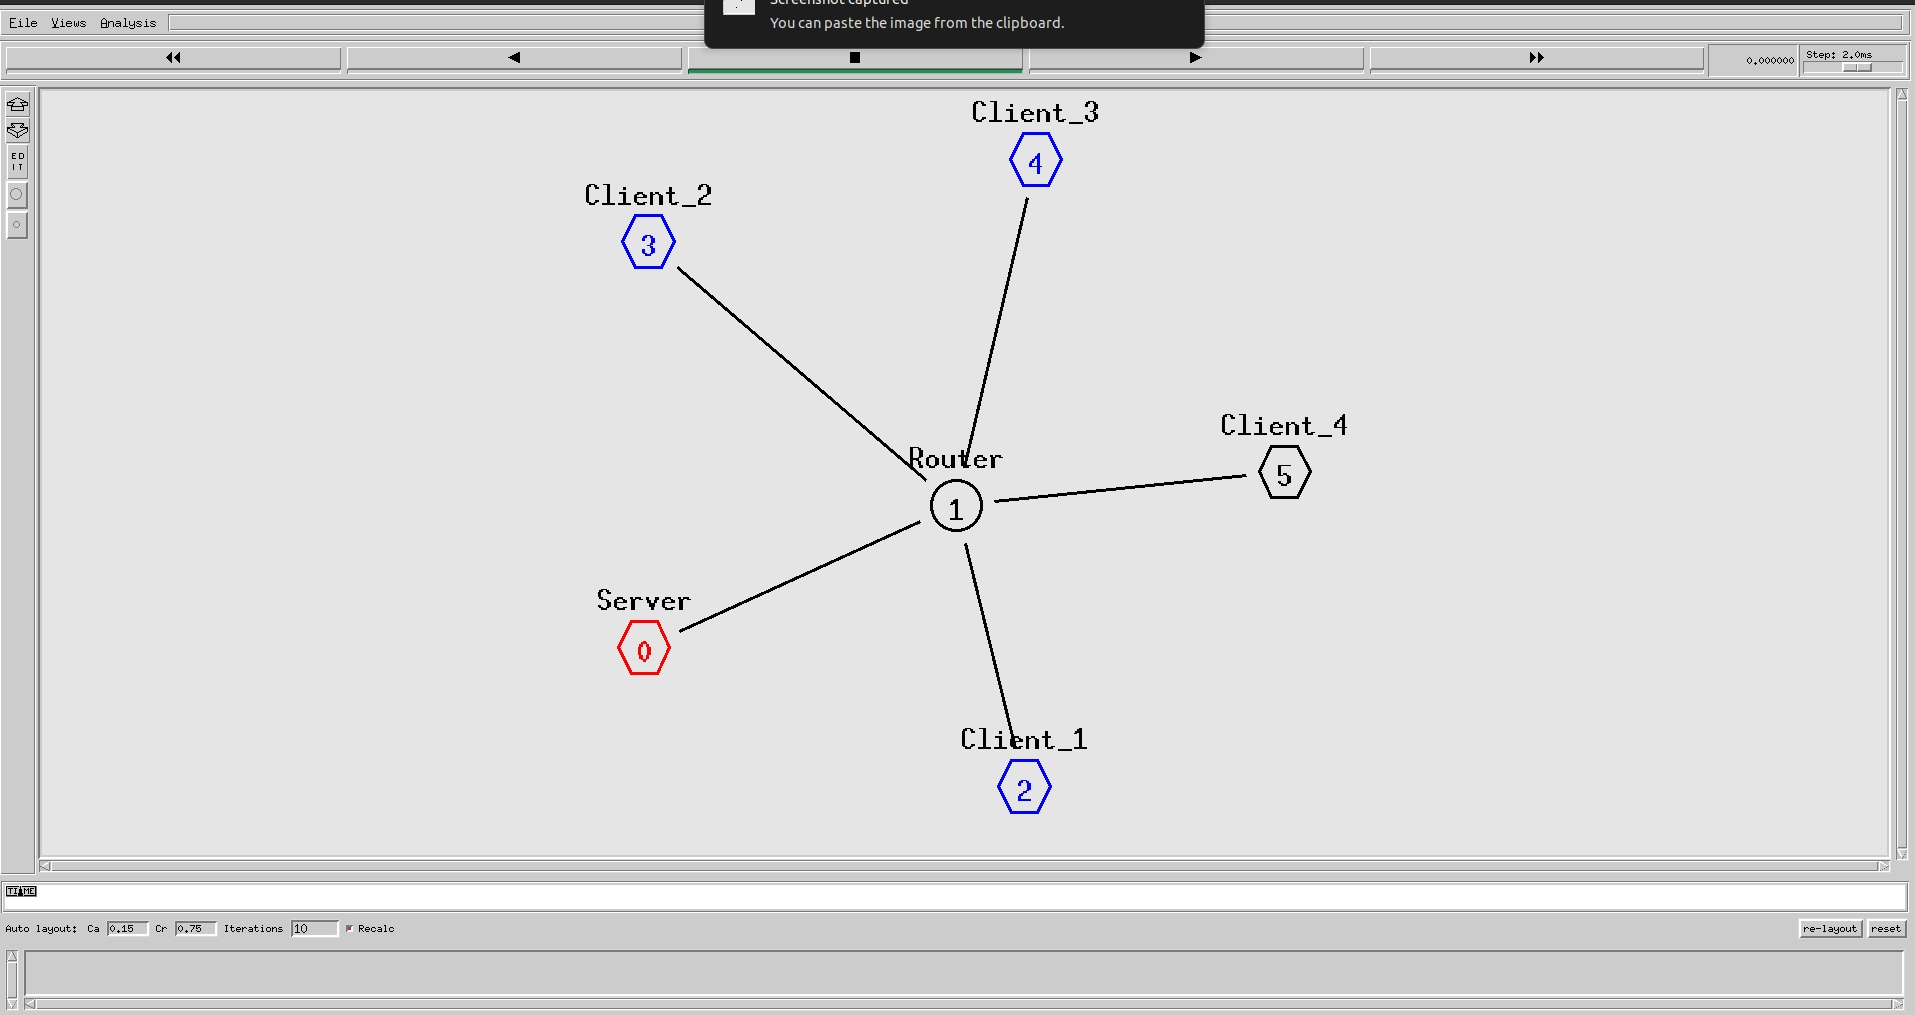 Screenshot captured
You can paste the image from the clipboard.
File Views Analysis
0.000000
Step: 2.0ms
ED
IT
Client_3
4
Client_2
3
Client_4
5
Router
1
Server
0
Client_1
2
TIME
Auto layout: Ca 0.15 Cr 0.75 Iterations 10 Recalc re-layout reset